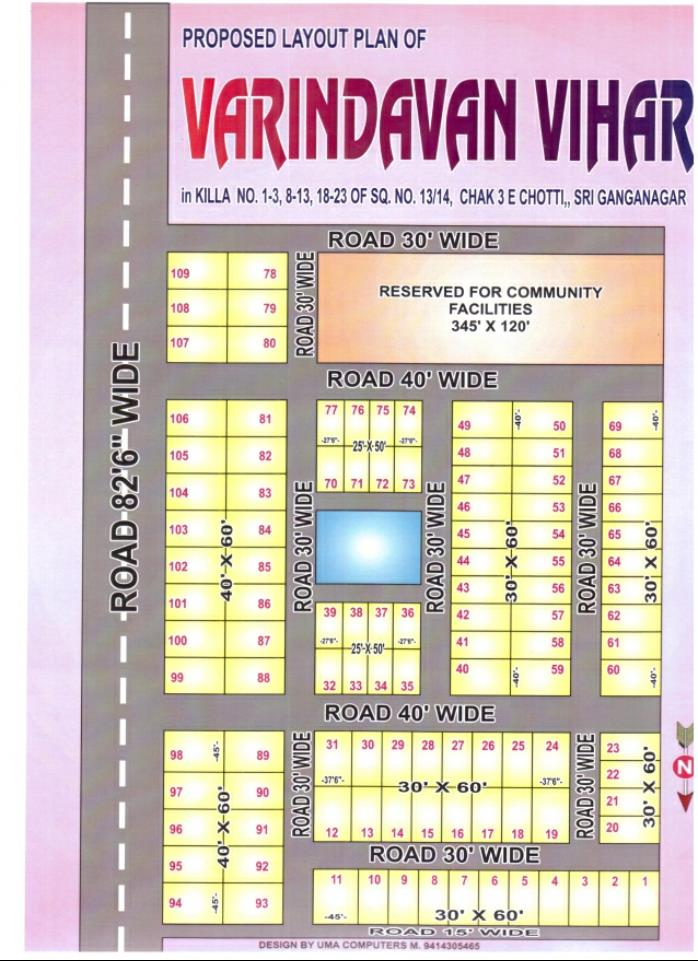 PROPOSED LAYOUT PLAN OF
VARINDAVAN VIHAR
in KILLA NO. 1-3, 8-13, 18-23 OF SQ. NO. 13/14, CHAK 3 E CHOTTI,, SRI GANGANAGAR
ROAD 82'6" WIDE
ROAD 30' WIDE
109 78
108 79
107 80
ROAD 30' WIDE
RESERVED FOR COMMUNITY
FACILITIES
345' X 120'
ROAD 40' WIDE
106 81
105 82
104 83
103 84
102 85
101 86
100 87
99 88
40' X 60'
77 76 75 74
-27'6"- 25'-X-50' -27'6"-
70 71 72 73
ROAD 30' WIDE
39 38 37 36
-27'6"- 25'-X-50' -27'6"-
32 33 34 35
ROAD 30' WIDE
49 -40'- 50
48 51
47 52
46 53
45 54
44 55
43 56
42 57
41 58
40 -40'- 59
30' X 60'
ROAD 30' WIDE
69 -40'-
68
67
66
65
64
63
62
61
60 -40'-
30' X 60'
ROAD 40' WIDE
98 -45'- 89
97 90
96 91
95 92
94 -45'- 93
40' X 60'
ROAD 30' WIDE
31 30 29 28 27 26 25 24
-37'6"- 30' X 60' -37'6"-
12 13 14 15 16 17 18 19
ROAD 30' WIDE
23
22
21
20
30' X 60'
N
ROAD 30' WIDE
11 10 9 8 7 6 5 4 3 2 1
-45'- 30' X 60'
ROAD 15' WIDE
DESIGN BY UMA COMPUTERS M. 9414305465